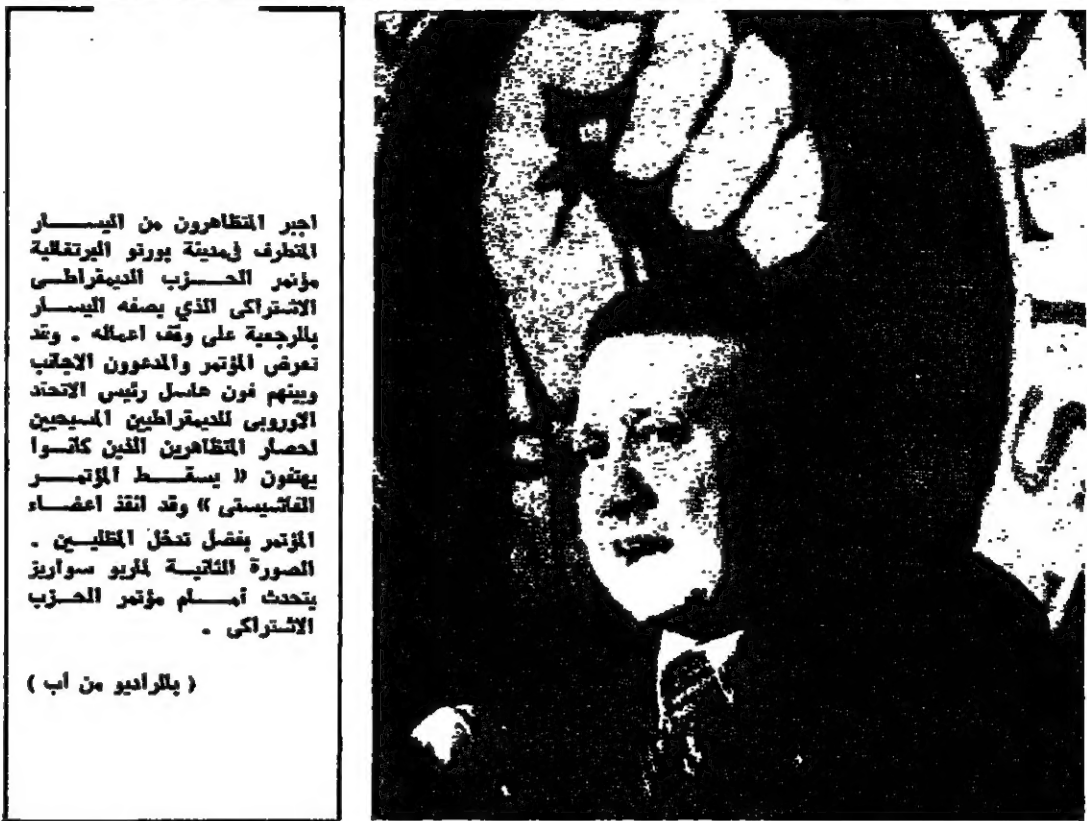 اجبر المتظاهرون من اليسار
المتطرف في مدينة بورتو البرتغالية
مؤتمر الحزب الديمقراطى
الاشتراكى الذي يصفه اليسار
بالرجعية على وقف اعماله . وقد
تعرض المؤتمر والمدعوون الاجانب
وبينهم فون هاسل رئيس الاتحاد
الاوروبى للديمقراطيين المسيحيين
لحصار المتظاهرين الذين كانوا
يهتفون « يسقط المؤتمر
الفاشيستى » وقد انقذ اعضاء
المؤتمر بفضل تدخل المظليين .
الصورة الثانية لماريو سواريز
يتحدث أمام مؤتمر الحزب
الاشتراكى .
( بالراديو من أب )